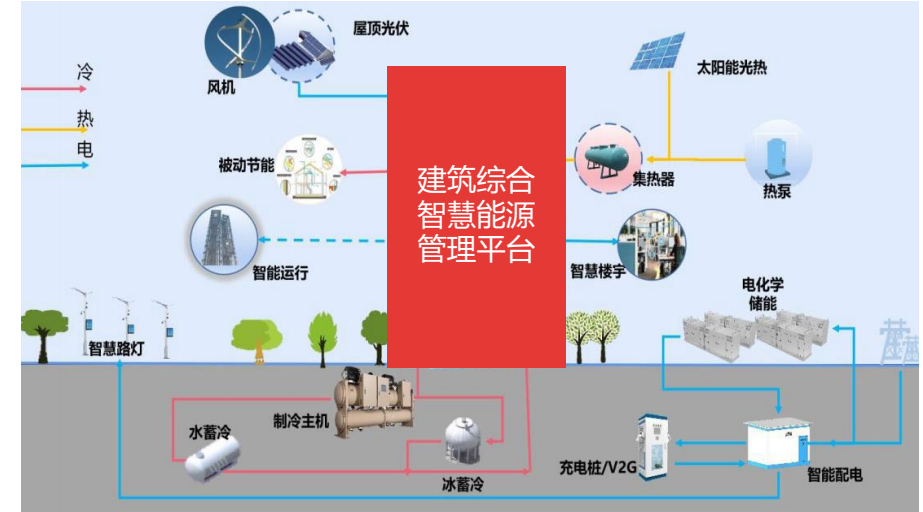 屋顶光伏
风机
太阳能光热
冷
热
电
被动节能
集热器
热泵
建筑综合
智慧能源
管理平台
智能运行
智慧楼宇
电化学
储能
智慧路灯
制冷主机
水蓄冷
冰蓄冷
充电桩/V2G
智能配电